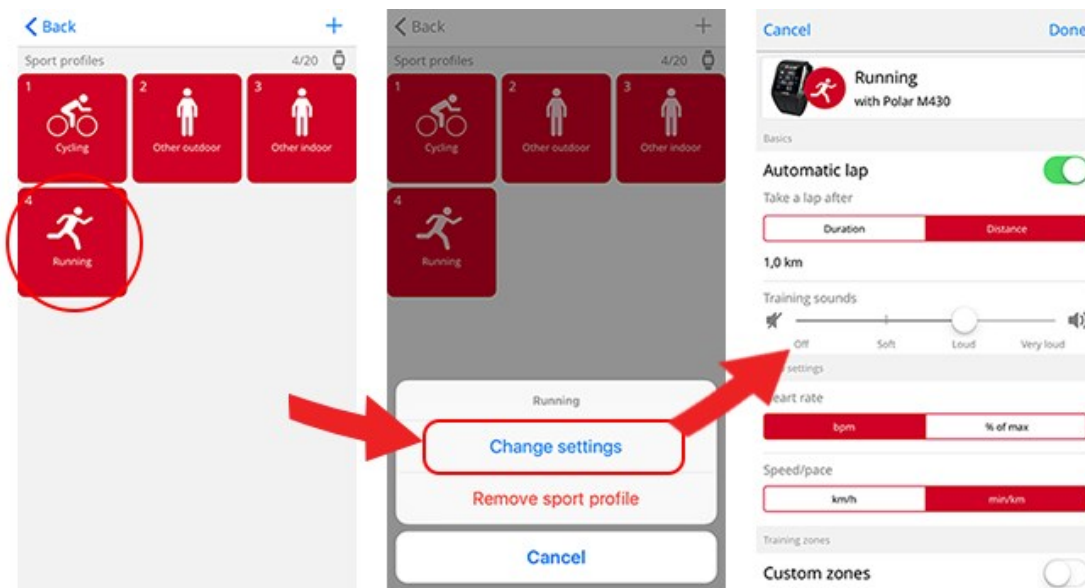 Back
Sport profiles 4/20
1
Cycling
2
Other outdoor
3
Other indoor
4
Running
Back
Sport profiles 4/20
1
Cycling
2
Other outdoor
3
Other indoor
4
Running
Running
Change settings
Remove sport profile
Cancel
Cancel Done
Running
with Polar M430
Basics
Automatic lap
Take a lap after
Duration Distance
1,0 km
Training sounds
Off Soft Loud Very loud
settings
eart rate
bpm % of max
Speed/pace
km/h min/km
Training zones
Custom zones